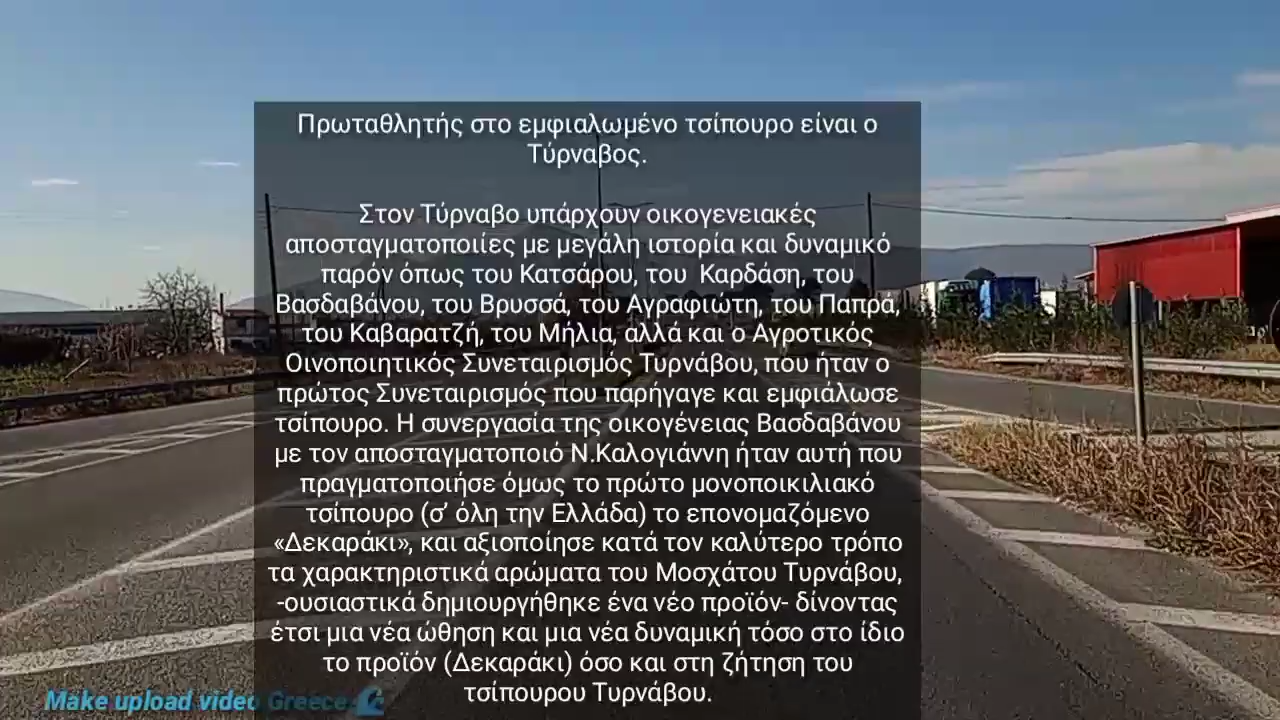 Πρωταθλητής στο εμφιαλωμένο τσίπουρο είναι ο
Τύρναβος.
Στον Τύρναβο υπάρχουν οικογενειακές
αποσταγματοποιίες με μεγάλη ιστορία και δυναμικό
παρόν όπως του Κατσάρου, του Καρδάση, του
Βασδαβάνου, του Βρυσσά, του Αγραφιώτη, του Παπρά,
του Καβαρατζή, του Μήλια, αλλά και ο Αγροτικός
Οινοποιητικός Συνεταιρισμός Τυρνάβου, που ήταν ο
πρώτος Συνεταιρισμός που παρήγαγε και εμφιάλωσε
τσίπουρο. Η συνεργασία της οικογένειας Βασδαβάνου
με τον αποσταγματοποιό Ν.Καλογιάννη ήταν αυτή που
πραγματοποιήσε όμως το πρώτο μονοποικιλιακό
τσίπουρο (σ’ όλη την Ελλάδα) το επονομαζόμενο
«Δεκαράκι», και αξιοποίησε κατά τον καλύτερο τρόπο
τα χαρακτηριστικά αρώματα του Μοσχάτου Τυρνάβου,
-ουσιαστικά δημιουργήθηκε ένα νέο προϊόν- δίνοντας
έτσι μια νέα ώθηση και μια νέα δυναμική τόσο στο ίδιο
το προϊόν (Δεκαράκι) όσο και στη ζήτηση του
τσίπουρου Τυρνάβου.
Make upload video Greece